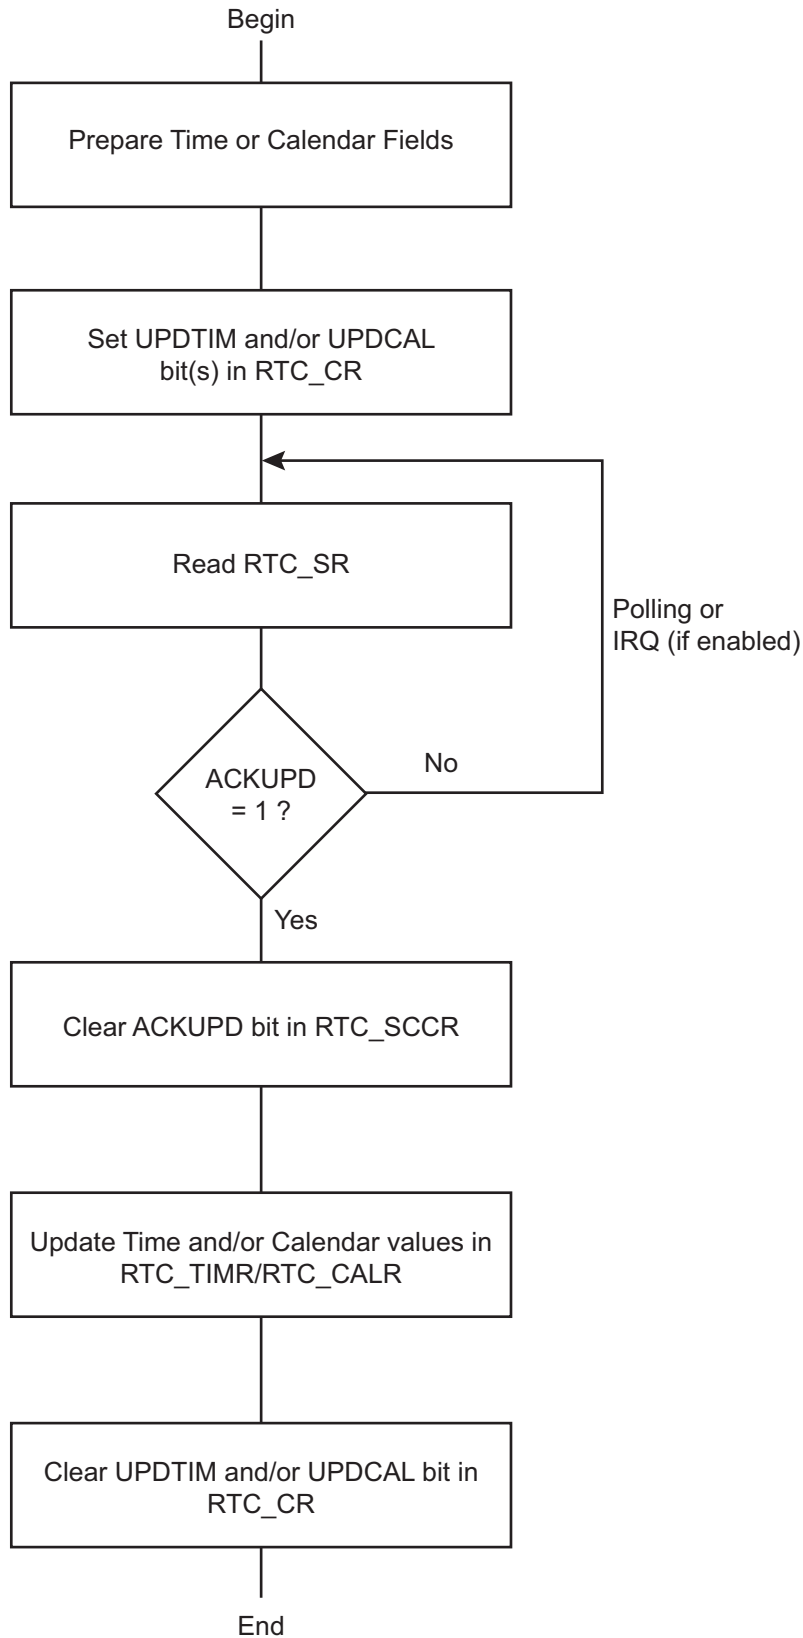 Begin
Prepare Time or Calendar Fields
Set UPDTIM and/or UPDCAL
bit(s) in RTC_CR
Read RTC_SR
Polling or
IRQ (if enabled)
ACKUPD
= 1 ?
No
Yes
Clear ACKUPD bit in RTC_SCCR
Update Time and/or Calendar values in
RTC_TIMR/RTC_CALR
Clear UPDTIM and/or UPDCAL bit in
RTC_CR
End